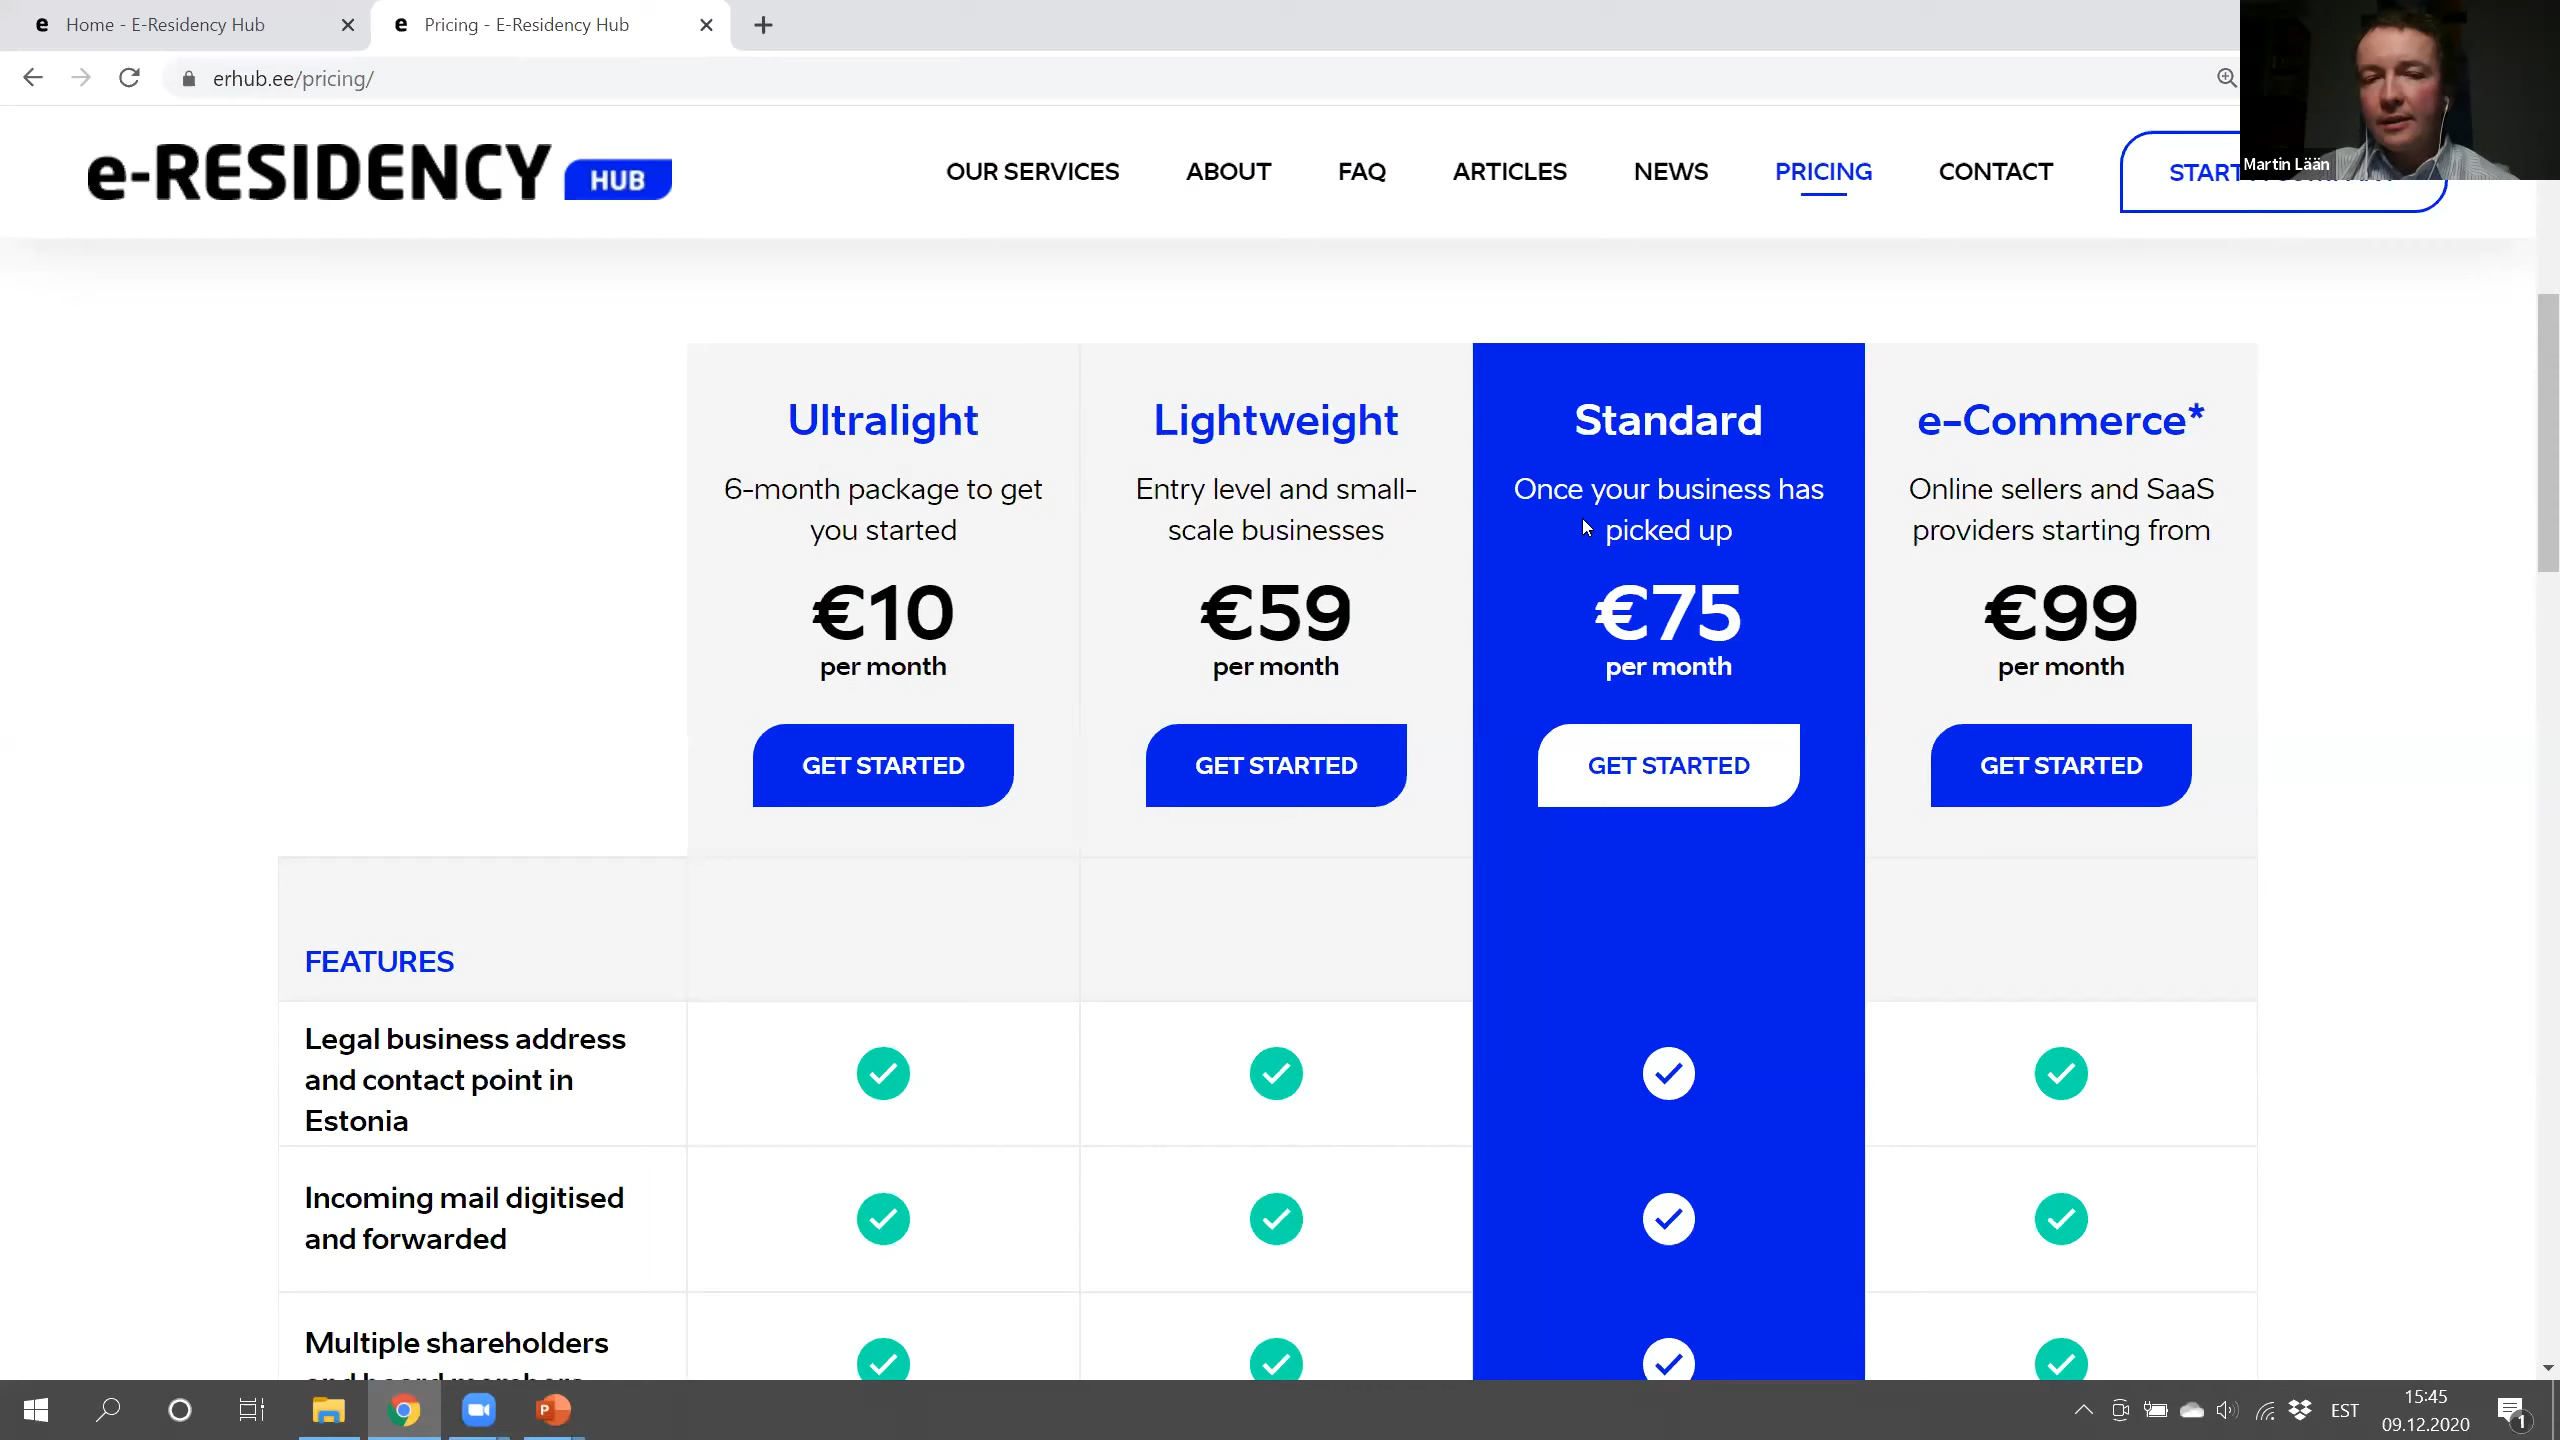 Home - E-Residency Hub
Pricing - E-Residency Hub
erhub.ee/pricing/
e-RESIDENCY HUB
OUR SERVICES ABOUT FAQ ARTICLES NEWS PRICING CONTACT START
Martin Lään
Ultralight Lightweight Standard e-Commerce*
6-month package to get Entry level and small- Once your business has Online sellers and SaaS
you started scale businesses picked up providers starting from
€10 €59 €75 €99
per month per month per month per month
GET STARTED GET STARTED GET STARTED GET STARTED
FEATURES
Legal business address
and contact point in
Estonia
Incoming mail digitised
and forwarded
Multiple shareholders
and board members
EST
15:45
09.12.2020
1